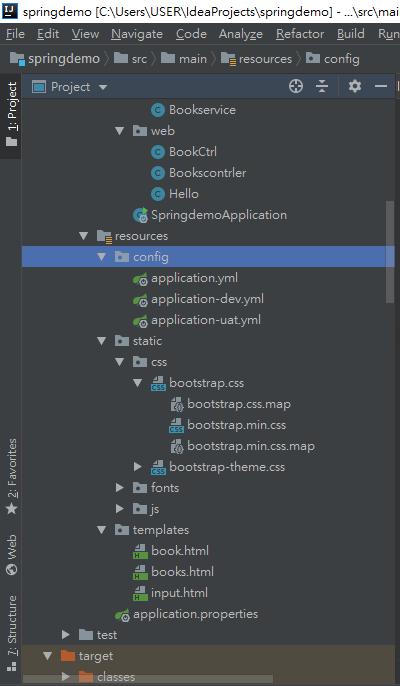 springdemo [C:\Users\USER\IdeaProjects\springdemo] - ...\src\mai
File Edit View Navigate Code Analyze Refactor Build Run
springdemo src main resources config
1: Project
Project
Bookservice
web
BookCtrl
Bookscontrler
Hello
SpringdemoApplication
resources
config
application.yml
application-dev.yml
application-uat.yml
static
css
bootstrap.css
bootstrap.css.map
bootstrap.min.css
bootstrap.min.css.map
bootstrap-theme.css
fonts
js
templates
book.html
books.html
input.html
application.properties
test
target
classes
2: Favorites
Web
7: Structure